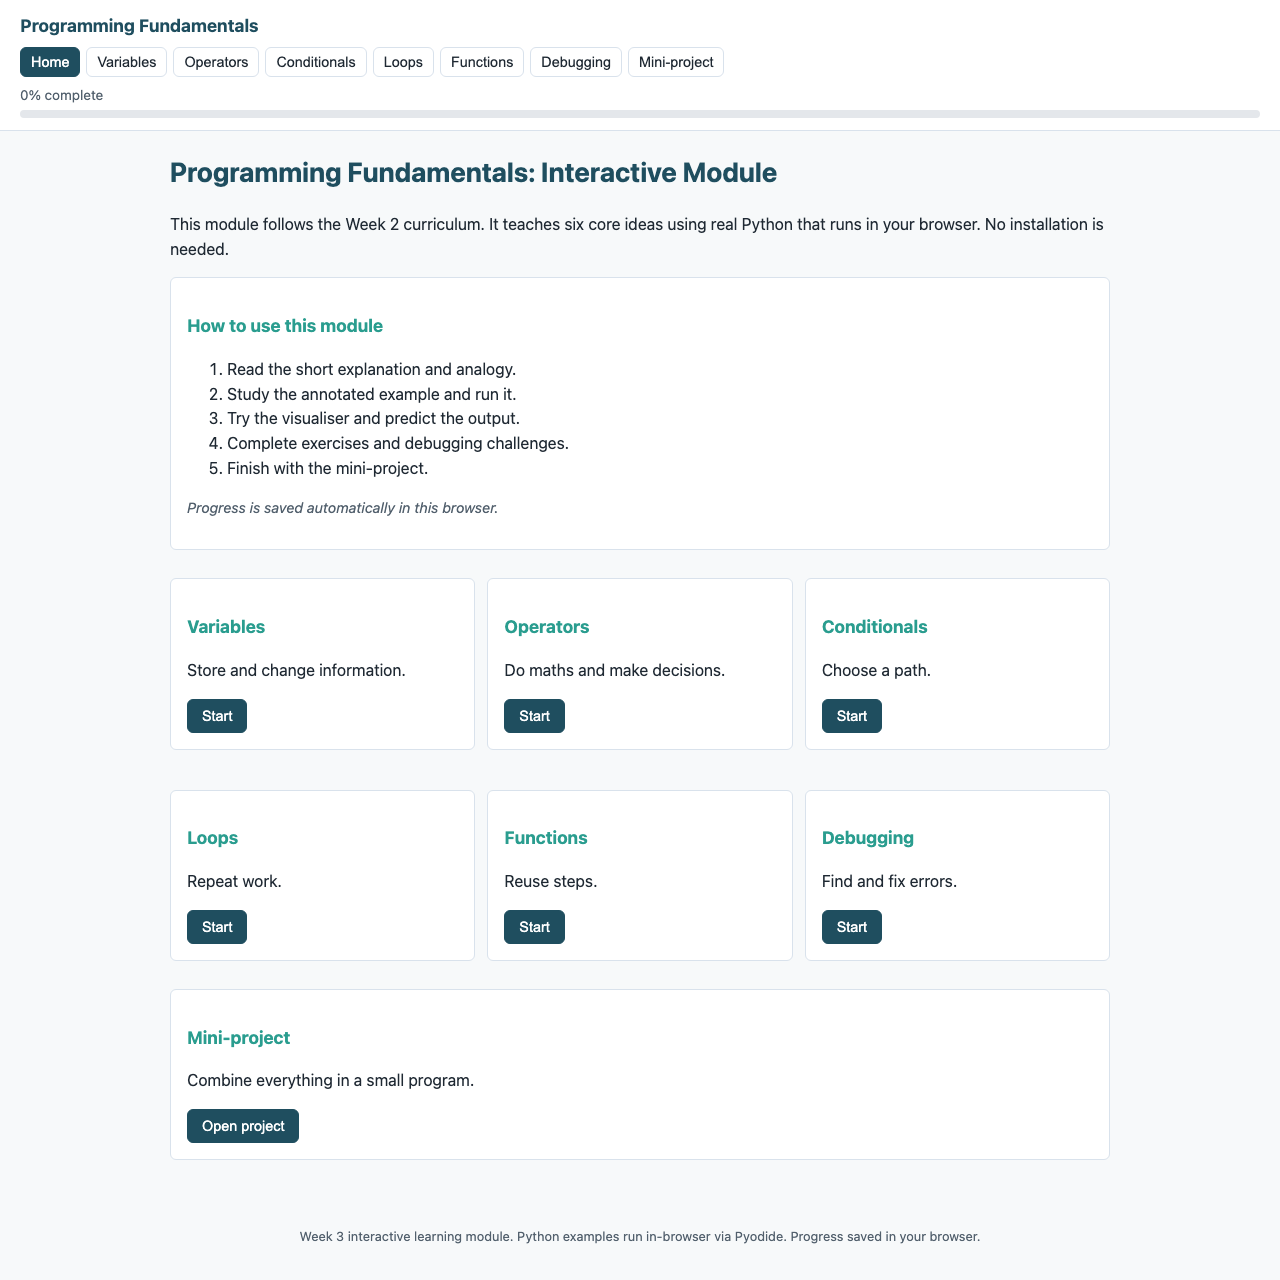 Programming Fundamentals
Home Variables Operators Conditionals Loops Functions Debugging Mini-project
0% complete
Programming Fundamentals: Interactive Module
This module follows the Week 2 curriculum. It teaches six core ideas using real Python that runs in your browser. No installation is
needed.
How to use this module
1. Read the short explanation and analogy.
2. Study the annotated example and run it.
3. Try the visualiser and predict the output.
4. Complete exercises and debugging challenges.
5. Finish with the mini-project.
Progress is saved automatically in this browser.
Variables
Store and change information.
Start
Operators
Do maths and make decisions.
Start
Conditionals
Choose a path.
Start
Loops
Repeat work.
Start
Functions
Reuse steps.
Start
Debugging
Find and fix errors.
Start
Mini-project
Combine everything in a small program.
Open project
Week 3 interactive learning module. Python examples run in-browser via Pyodide. Progress saved in your browser.